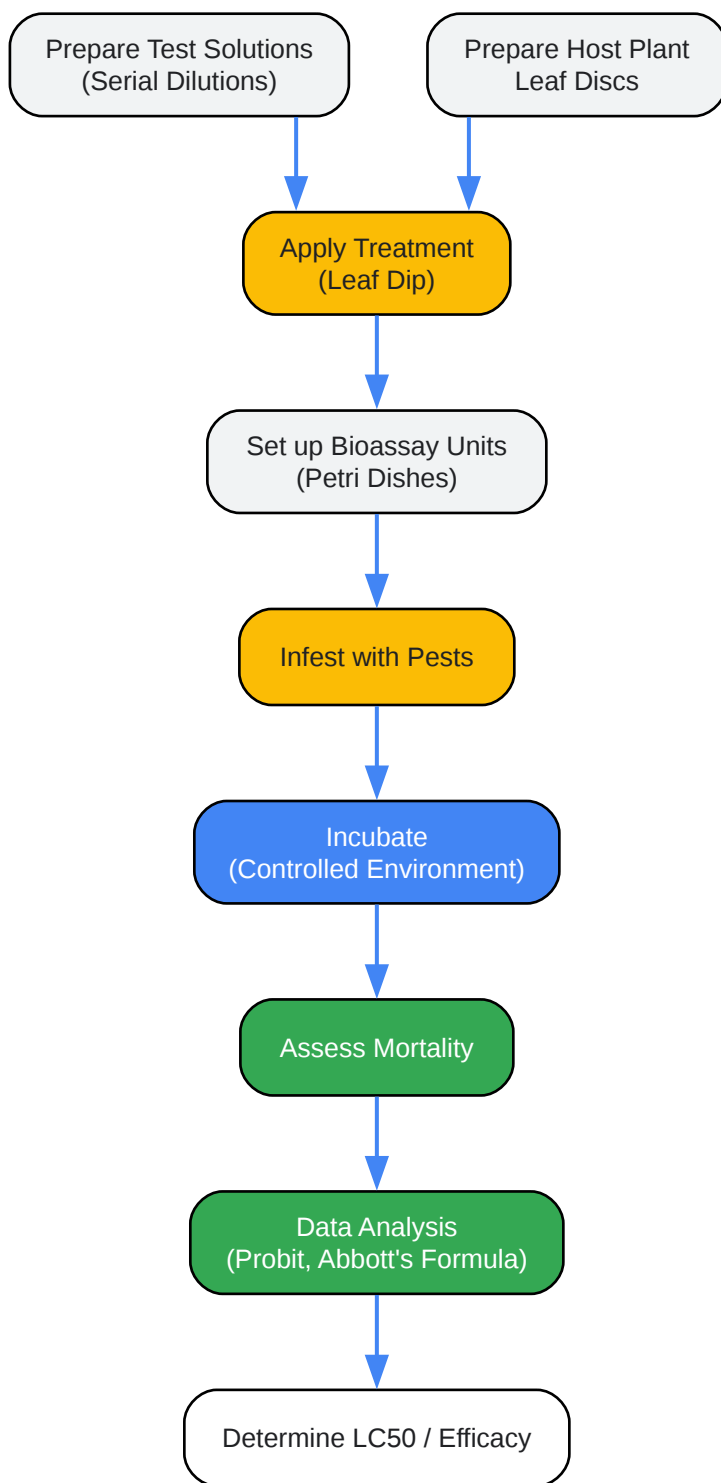 Prepare Test Solutions
(Serial Dilutions)
Prepare Host Plant
Leaf Discs
Apply Treatment
(Leaf Dip)
Set up Bioassay Units
(Petri Dishes)
Infest with Pests
Incubate
(Controlled Environment)
Assess Mortality
Data Analysis
(Probit, Abbott's Formula)
Determine LC50 / Efficacy